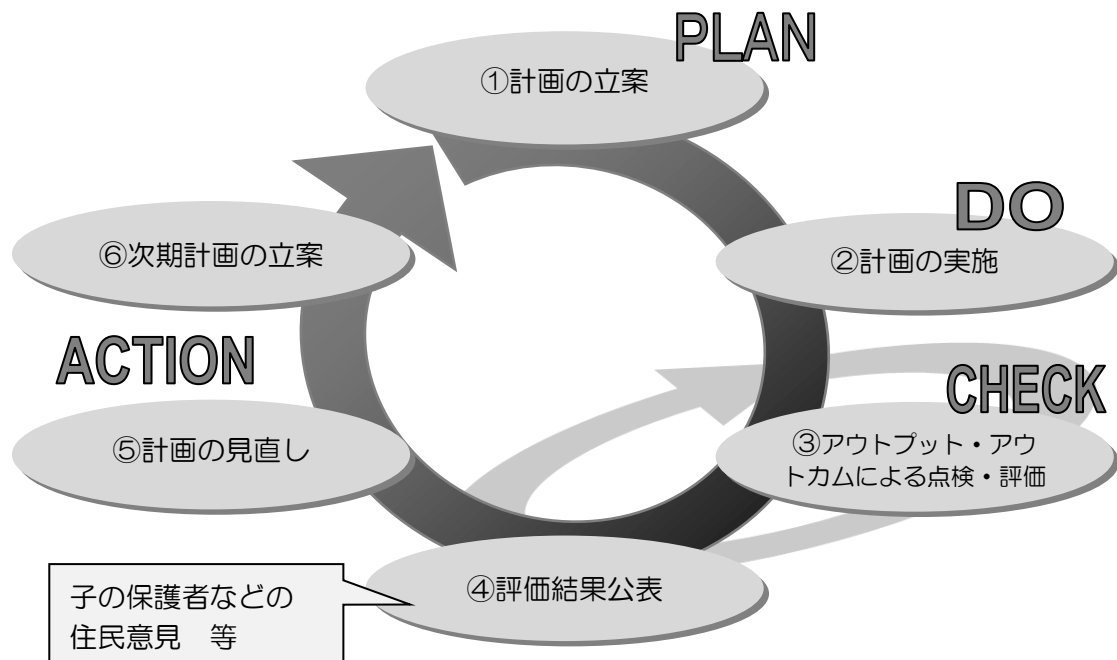 PLAN
①計画の立案
DO
②計画の実施
CHECK
③アウトプット・アウ
トカムによる点検・評価
④評価結果公表
子の保護者などの
住民意見　等
ACTION
⑤計画の見直し
⑥次期計画の立案